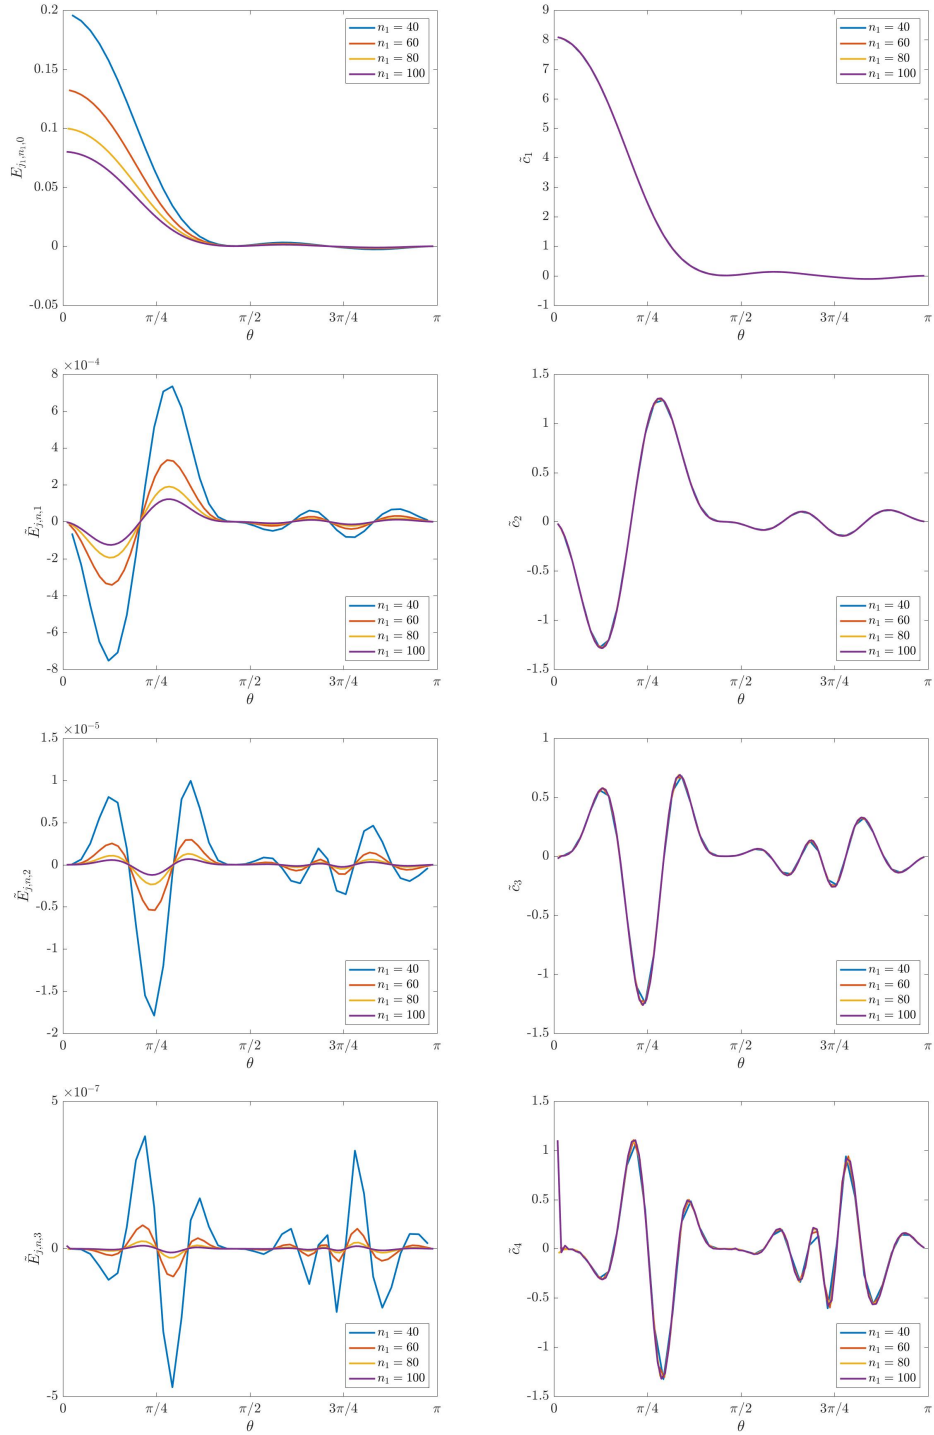 0.2
0.15
0.1
0.05
0
-0.05
E_{j_1,n_1,0}
0 π/4 π/2 3π/4 π
θ
n_1 = 40
n_1 = 60
n_1 = 80
n_1 = 100
9
8
7
6
5
4
3
2
1
0
-1
c̃_1
0 π/4 π/2 3π/4 π
θ
n_1 = 40
n_1 = 60
n_1 = 80
n_1 = 100
×10^{-4}
8
6
4
2
0
-2
-4
-6
-8
Ẽ_{j,n,1}
0 π/4 π/2 3π/4 π
θ
n_1 = 40
n_1 = 60
n_1 = 80
n_1 = 100
1.5
1
0.5
0
-0.5
-1
-1.5
c̃_2
0 π/4 π/2 3π/4 π
θ
n_1 = 40
n_1 = 60
n_1 = 80
n_1 = 100
×10^{-5}
1.5
1
0.5
0
-0.5
-1
-1.5
-2
Ẽ_{j,n,2}
0 π/4 π/2 3π/4 π
θ
n_1 = 40
n_1 = 60
n_1 = 80
n_1 = 100
1
0.5
0
-0.5
-1
-1.5
c̃_3
0 π/4 π/2 3π/4 π
θ
n_1 = 40
n_1 = 60
n_1 = 80
n_1 = 100
×10^{-7}
5
0
-5
Ẽ_{j,n,3}
0 π/4 π/2 3π/4 π
θ
n_1 = 40
n_1 = 60
n_1 = 80
n_1 = 100
1.5
1
0.5
0
-0.5
-1
-1.5
c̃_4
0 π/4 π/2 3π/4 π
θ
n_1 = 40
n_1 = 60
n_1 = 80
n_1 = 100